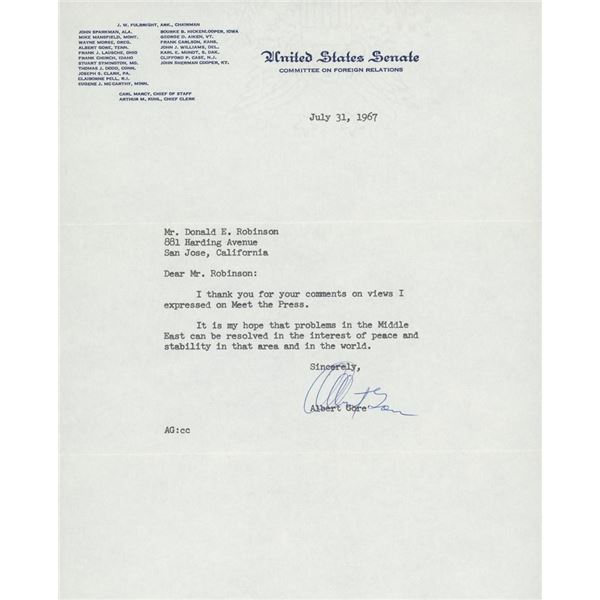 J. W. FULBRIGHT, ARK., CHAIRMAN
JOHN SPARKMAN, ALA.
MIKE MANSFIELD, MONT.
WAYNE MORSE, OREG.
ALBERT GORE, TENN.
FRANK J. LAUSCHE, OHIO
FRANK CHURCH, IDAHO
STUART SYMINGTON, MO.
THOMAS J. DODD, CONN.
JOSEPH S. CLARK, PA.
CLAIBORNE PELL, R.I.
EUGENE J. MC CARTHY, MINN.
BOURKE B. HICKENLOOPER, IOWA
GEORGE D. AIKEN, VT.
FRANK CARLSON, KANS.
JOHN J. WILLIAMS, DEL.
KARL E. MUNDT, S. DAK.
CLIFFORD P. CASE, N.J.
JOHN SHERMAN COOPER, KY.
CARL MARCY, CHIEF OF STAFF
ARTHUR M. KUHL, CHIEF CLERK
United States Senate
COMMITTEE ON FOREIGN RELATIONS
July 31, 1967
Mr. Donald E. Robinson
881 Harding Avenue
San Jose, California
Dear Mr. Robinson:
I thank you for your comments on views I
expressed on Meet the Press.
It is my hope that problems in the Middle
East can be resolved in the interest of peace and
stability in that area and in the world.
Sincerely,
Albert Gore
Albert Gore
AG:cc